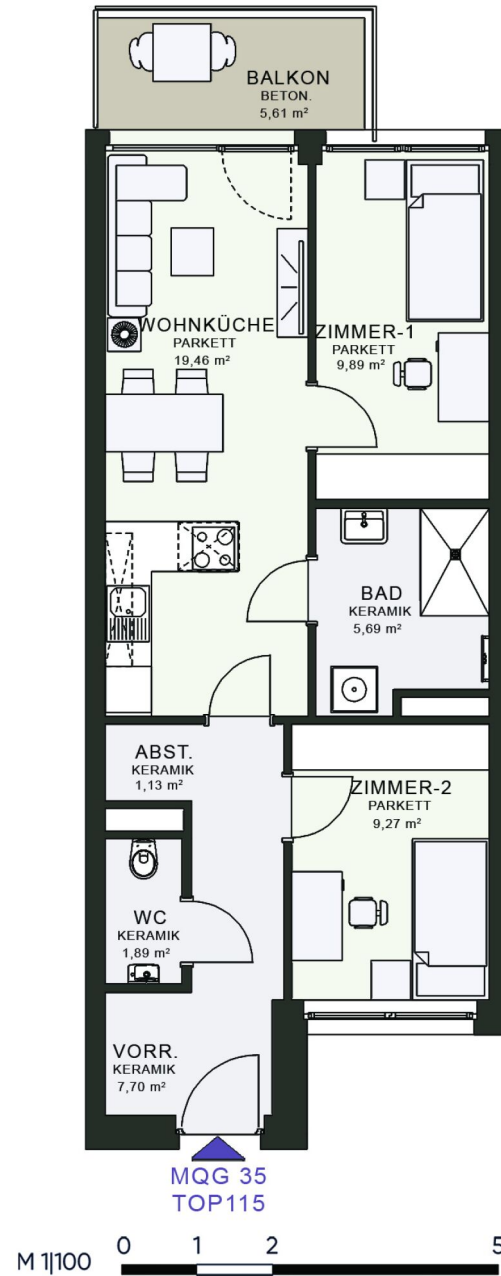 BALKON
BETON.
5,61 m²
WOHNKÜCHE
PARKETT
19,46 m²
ZIMMER-1
PARKETT
9,89 m²
BAD
KERAMIK
5,69 m²
ABST.
KERAMIK
1,13 m²
ZIMMER-2
PARKETT
9,27 m²
WC
KERAMIK
1,89 m²
VORR.
KERAMIK
7,70 m²
MQG 35
TOP115
M 1|100
0 1 2 5